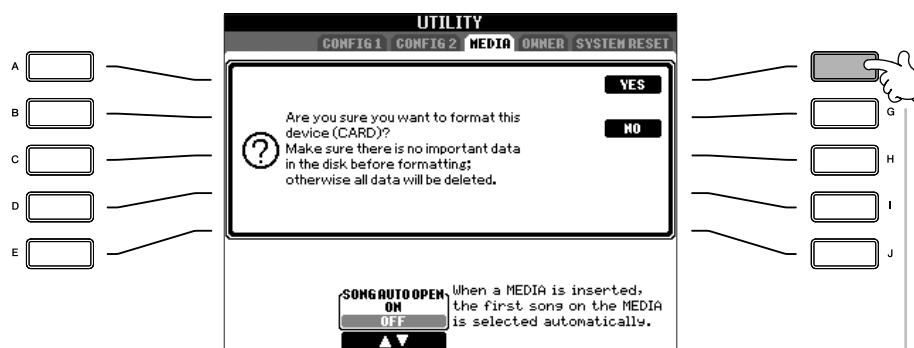 UTILITY
CONFIG 1 CONFIG 2 MEDIA OWNER SYSTEM RESET
A
B
C
D
E
YES
NO
Are you sure you want to format this
device (CARD)?
Make sure there is no important data
in the disk before formatting;
otherwise all data will be deleted.
G
H
I
J
SONG AUTO OPEN
ON
OFF
When a MEDIA is inserted,
the first song on the MEDIA
is selected automatically.